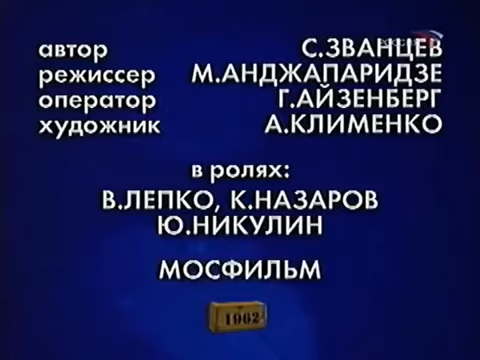 автор С.ЗВАНЦЕВ
режиссер М.АНДЖАПАРИДЗЕ
оператор Г.АЙЗЕНБЕРГ
художник А.КЛИМЕНКО
в ролях:
В.ЛЕПКО, К.НАЗАРОВ
Ю.НИКУЛИН
МОСФИЛЬМ
1962